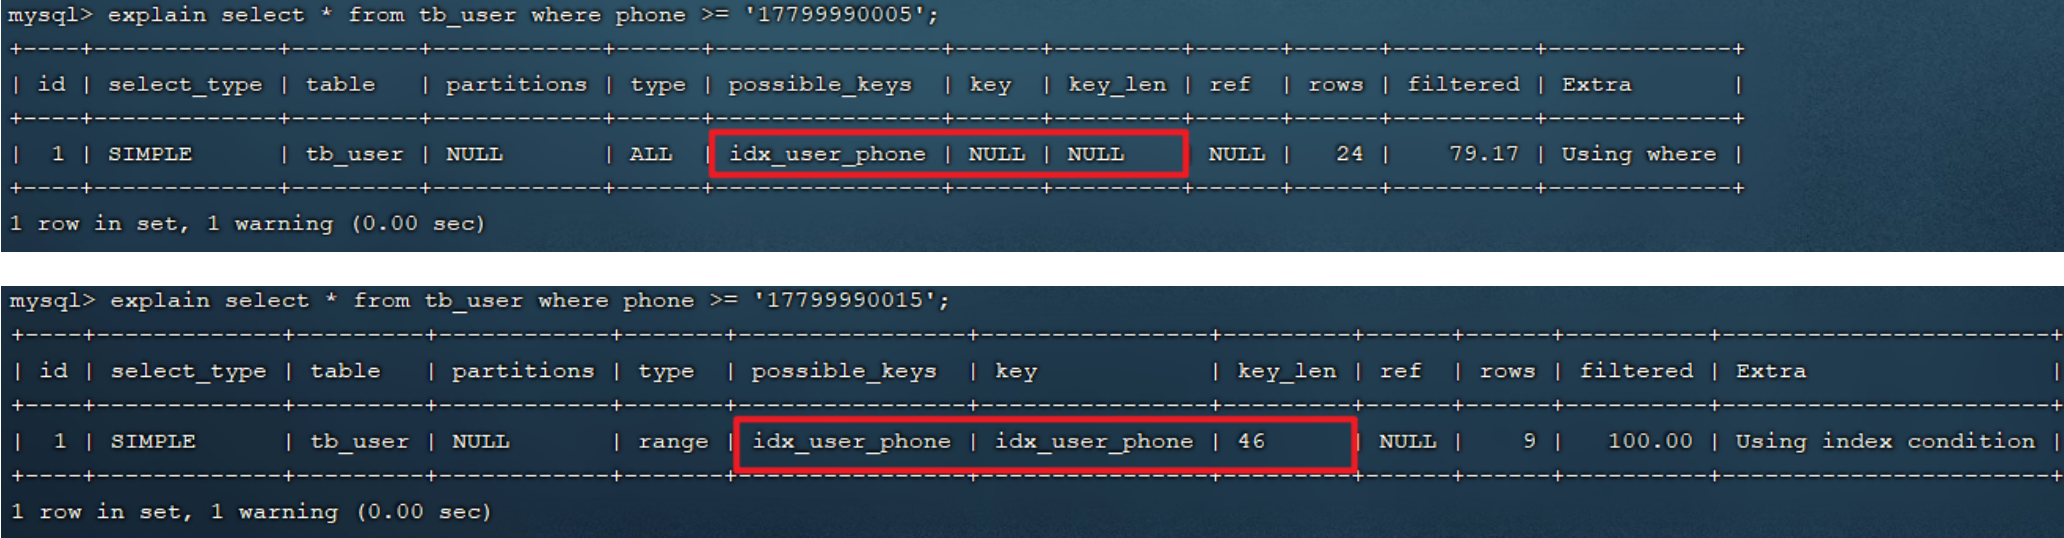 mysql> explain select * from tb_user where phone >= '17799990005';
+----+-------------+---------+------------+------+----------------+------+---------+------+------+----------+-------------+
| id | select_type | table   | partitions | type | possible_keys  | key  | key_len | ref  | rows | filtered | Extra       |
+----+-------------+---------+------------+------+----------------+------+---------+------+------+----------+-------------+
|  1 | SIMPLE      | tb_user | NULL       | ALL  | idx_user_phone | NULL | NULL    | NULL |   24 |    79.17 | Using where |
+----+-------------+---------+------------+------+----------------+------+---------+------+------+----------+-------------+
1 row in set, 1 warning (0.00 sec)
mysql> explain select * from tb_user where phone >= '17799990015';
+----+-------------+---------+------------+-------+----------------+----------------+---------+------+------+----------+-----------------------+
| id | select_type | table   | partitions | type  | possible_keys  | key            | key_len | ref  | rows | filtered | Extra                 |
+----+-------------+---------+------------+-------+----------------+----------------+---------+------+------+----------+-----------------------+
|  1 | SIMPLE      | tb_user | NULL       | range | idx_user_phone | idx_user_phone | 46      | NULL |    9 |   100.00 | Using index condition |
+----+-------------+---------+------------+-------+----------------+----------------+---------+------+------+----------+-----------------------+
1 row in set, 1 warning (0.00 sec)